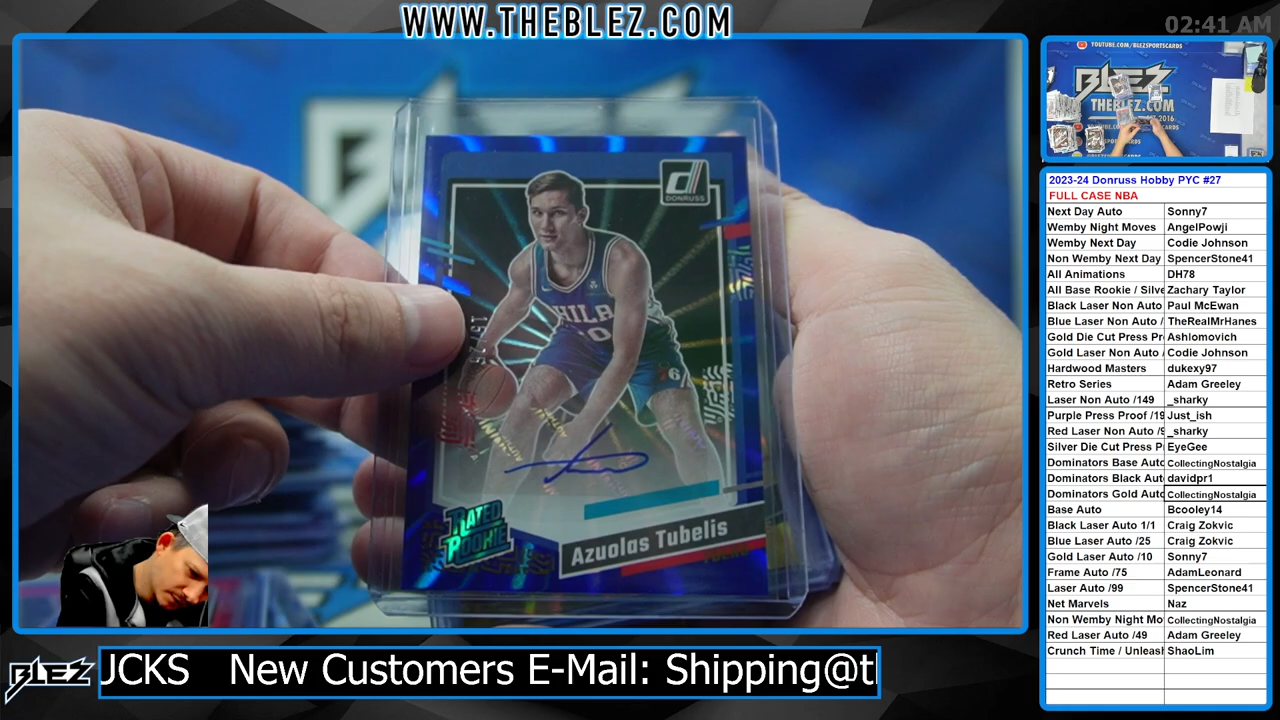 WWW.THEBLEZ.COM
02:41 AM
YOUTUBE.COM/BLEZSPORTSCARDS
BLEZ
THEBLEZ.COM
DONRUSS
PHILA
RATED
ROOKIE
Azuolas Tubelis
2023-24 Donruss Hobby PYC #27
FULL CASE NBA
Next Day Auto Sonny7
Wemby Night Moves AngelPowji
Wemby Next Day Codie Johnson
Non Wemby Next Day SpencerStone41
All Animations DH78
All Base Rookie / Silve Zachary Taylor
Black Laser Non Auto Paul McEwan
Blue Laser Non Auto / TheRealMrHanes
Gold Die Cut Press Pr Ashlomovich
Gold Laser Non Auto / Codie Johnson
Hardwood Masters dukexy97
Retro Series Adam Greeley
Laser Non Auto /149 _sharky
Purple Press Proof /19 Just_ish
Red Laser Non Auto /9 _sharky
Silver Die Cut Press P EyeGee
Dominators Base Auto CollectingNostalgia
Dominators Black Aut davidpr1
Dominators Gold Auto CollectingNostalgia
Base Auto Bcooley14
Black Laser Auto 1/1 Craig Zokvic
Blue Laser Auto /25 Craig Zokvic
Gold Laser Auto /10 Sonny7
Frame Auto /75 AdamLeonard
Laser Auto /99 SpencerStone41
Net Marvels Naz
Non Wemby Night Mo CollectingNostalgia
Red Laser Auto /49 Adam Greeley
Crunch Time / Unleash ShaoLim
BLEZ
JCKS New Customers E-Mail: Shipping@t